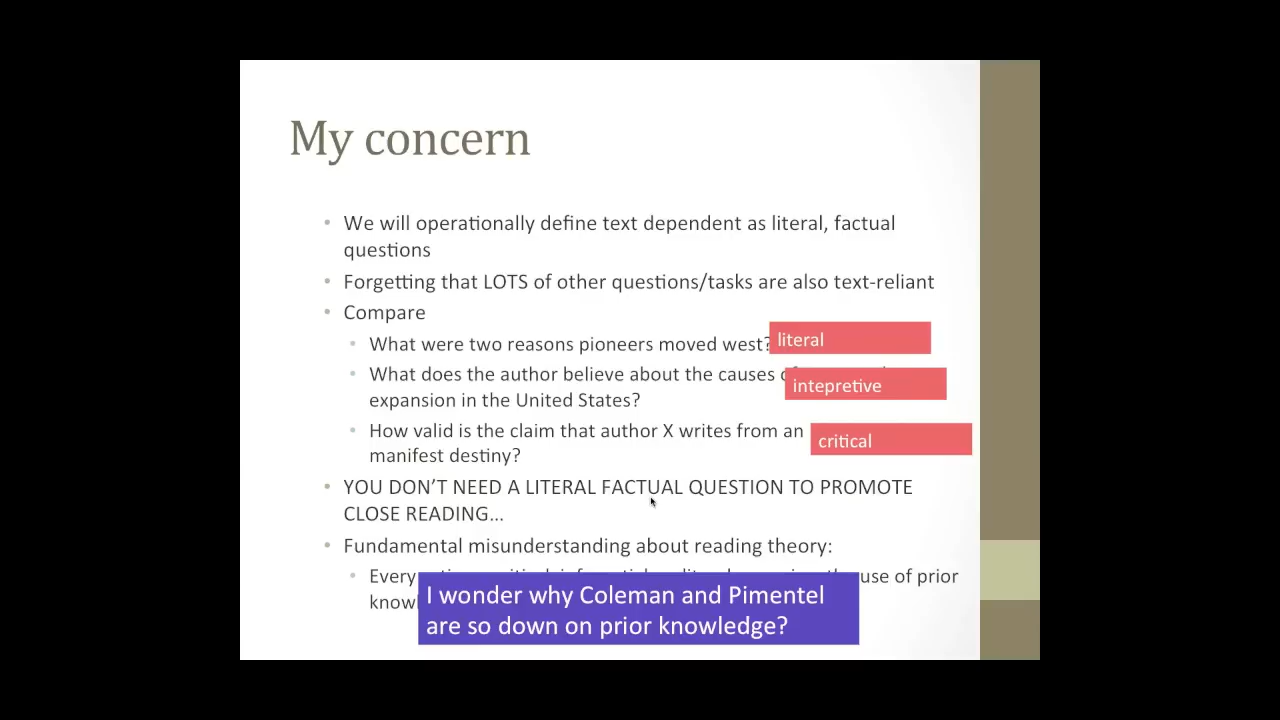 My concern
• We will operationally define text dependent as literal, factual
questions
• Forgetting that LOTS of other questions/tasks are also text-reliant
• Compare
• What were two reasons pioneers moved west?
literal
• What does the author believe about the causes
intepretive
expansion in the United States?
• How valid is the claim that author X writes from an
critical
manifest destiny?
• YOU DON'T NEED A LITERAL FACTUAL QUESTION TO PROMOTE
CLOSE READING...
• Fundamental misunderstanding about reading theory:
• Every use of prior
I wonder why Coleman and Pimentel
are so down on prior knowledge?